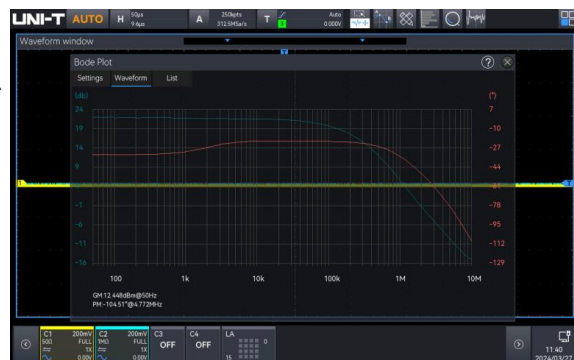 UNI-T AUTO H 50μs 9.6μs A 250kpts 312.5MSa/s T Auto 0.000V
Waveform window
T
Bode Plot
Settings Waveform List
(dB) (°)
24 7
19 -10
14 -27
9 -44
-1 -78
-6 -95
-11 -112
-16 -129
100 1k 10k 100k 1M 10M
GM:12.448dBm@50Hz
PM:-104.51°@4.772MHz
C1 200mV C2 200mV C3 C4 LA
50Ω FULL 1MΩ FULL OFF OFF 0
1X 1X
0.00V 0.00V 15
11:40
2024/03/27